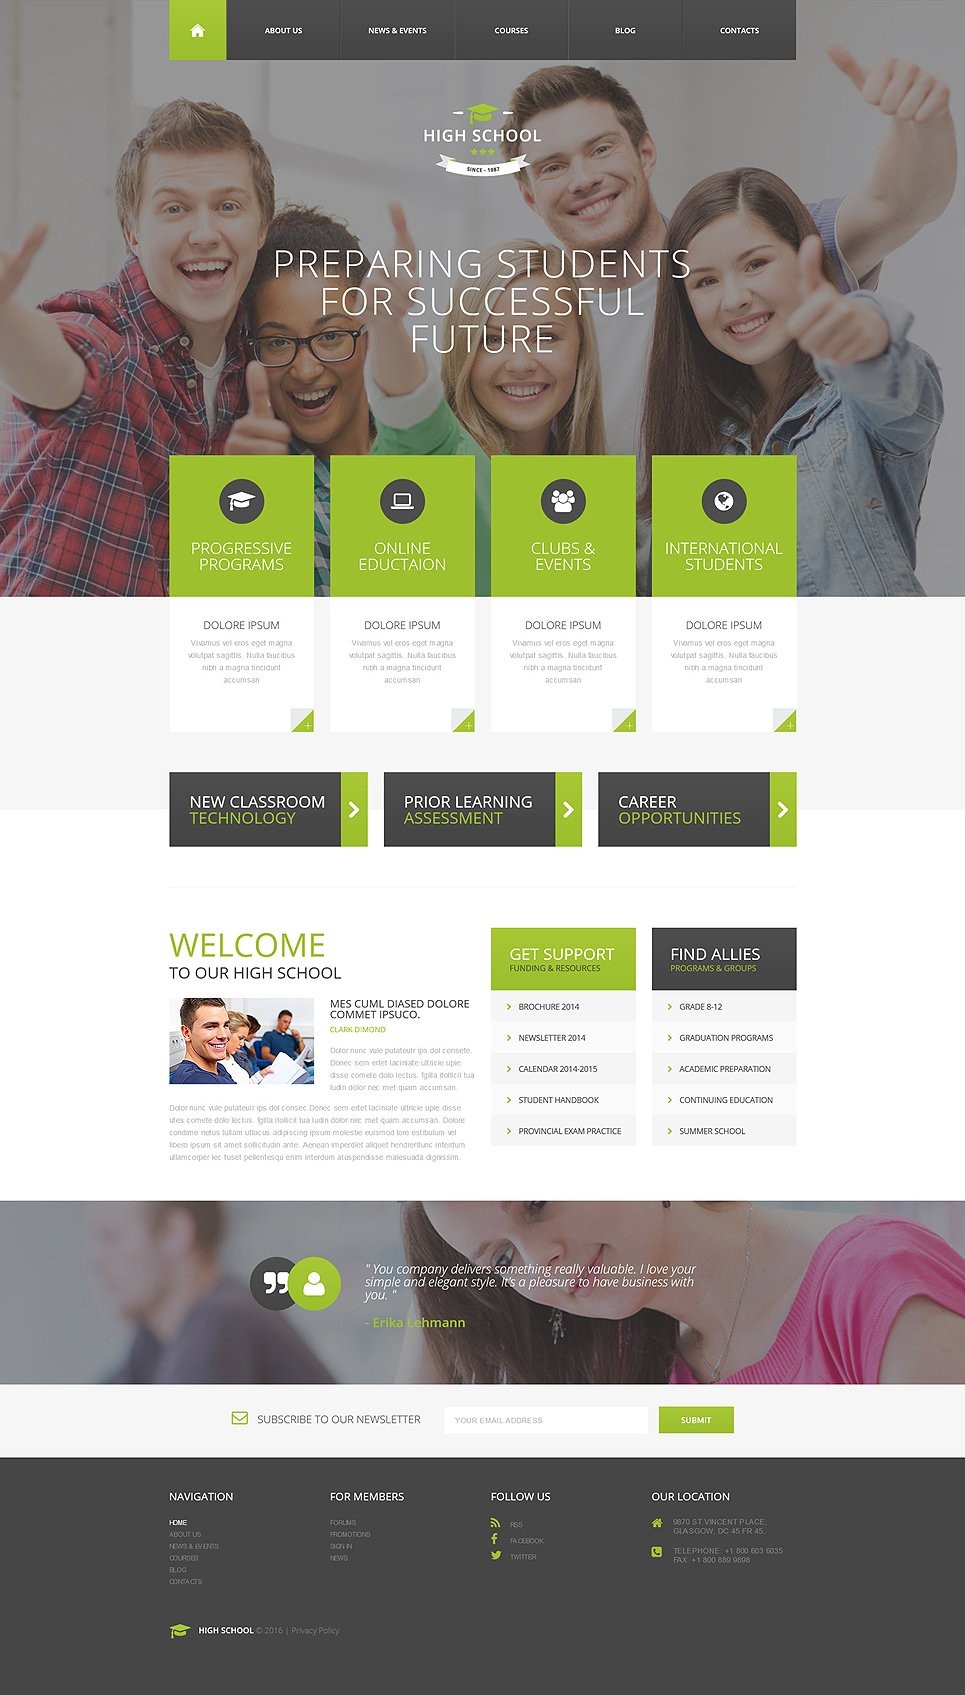 ABOUT US
NEWS & EVENTS
COURSES
BLOG
CONTACTS
HIGH SCHOOL
SINCE - 1987
PREPARING STUDENTS
FOR SUCCESSFUL
FUTURE
PROGRESSIVE
PROGRAMS
DOLORE IPSUM
Vivamus vel eros eget magna
volutpat sagittis. Nulla faucibus
nibh a magna tincidunt
accumsan
ONLINE
EDUCTAION
DOLORE IPSUM
Vivamus vel eros eget magna
volutpat sagittis. Nulla faucibus
nibh a magna tincidunt
accumsan
CLUBS &
EVENTS
DOLORE IPSUM
Vivamus vel eros eget magna
volutpat sagittis. Nulla faucibus
nibh a magna tincidunt
accumsan
INTERNATIONAL
STUDENTS
DOLORE IPSUM
Vivamus vel eros eget magna
volutpat sagittis. Nulla faucibus
nibh a magna tincidunt
accumsan
NEW CLASSROOM
TECHNOLOGY
PRIOR LEARNING
ASSESSMENT
CAREER
OPPORTUNITIES
WELCOME
TO OUR HIGH SCHOOL
MES CUML DIASED DOLORE
COMMET IPSUCO.
CLARK DIMOND
Dolor nunc vule putateulr ips dol consete.
Donec sem ertet laciniate ultricie upie
disse comete dolo lectus. fgilla itollicil tua
ludin dolor nec met quam accumsan.
Dolor nunc vule putateulr ips dol consec.Donec sem ertet laciniate ultricie upie disse
utes comete dolo lectus. fgilla itollicil tua ludin dolor nec met quam accumsan. Dolore
condime netus tullam utlacus adipiscing ipsum molestie euismod lore estibulum vel
libero ipsum sit amet sollicitudin ante. Aenean imperdiet aliquet hendreritunc interdum
ullamcorper lec tuset pellentesqu enim interdum atuspendisse malesuada dignissim.
GET SUPPORT
FUNDING & RESOURCES
BROCHURE 2014
NEWSLETTER 2014
CALENDAR 2014-2015
STUDENT HANDBOOK
PROVINCIAL EXAM PRACTICE
FIND ALLIES
PROGRAMS & GROUPS
GRADE 8-12
GRADUATION PROGRAMS
ACADEMIC PREPARATION
CONTINUING EDUCATION
SUMMER SCHOOL
" You company delivers something really valuable. I love your
simple and elegant style. It's a pleasure to have business with
you. "
- Erika Lehmann
SUBSCRIBE TO OUR NEWSLETTER
YOUR EMAIL ADDRESS
SUBMIT
NAVIGATION
HOME
ABOUT US
NEWS & EVENTS
COURSES
BLOG
CONTACTS
FOR MEMBERS
FORUMS
PROMOTIONS
SIGN IN
NEWS
FOLLOW US
RSS
FACEBOOK
TWITTER
OUR LOCATION
9870 ST VINCENT PLACE,
GLASGOW, DC 45 FR 45.
TELEPHONE: +1 800 603 6035
FAX: +1 800 889 9898
HIGH SCHOOL © 2016 | Privacy Policy